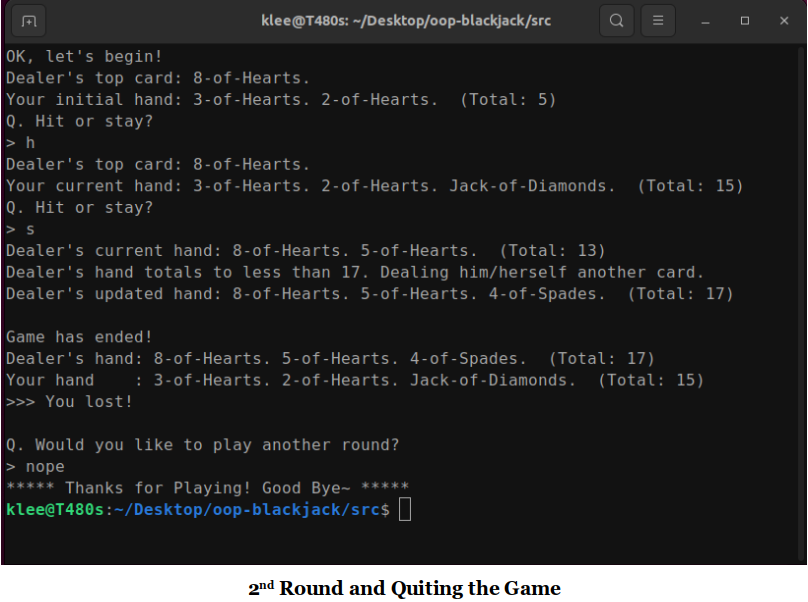 klee@T480s: ~/Desktop/oop-blackjack/src
OK, let's begin!
Dealer's top card: 8-of-Hearts.
Your initial hand: 3-of-Hearts. 2-of-Hearts.  (Total: 5)
Q. Hit or stay?
> h
Dealer's top card: 8-of-Hearts.
Your current hand: 3-of-Hearts. 2-of-Hearts. Jack-of-Diamonds.  (Total: 15)
Q. Hit or stay?
> s
Dealer's current hand: 8-of-Hearts. 5-of-Hearts.  (Total: 13)
Dealer's hand totals to less than 17. Dealing him/herself another card.
Dealer's updated hand: 8-of-Hearts. 5-of-Hearts. 4-of-Spades.  (Total: 17)

Game has ended!
Dealer's hand: 8-of-Hearts. 5-of-Hearts. 4-of-Spades.  (Total: 17)
Your hand    : 3-of-Hearts. 2-of-Hearts. Jack-of-Diamonds.  (Total: 15)
>>> You lost!

Q. Would you like to play another round?
> nope
***** Thanks for Playing! Good Bye~ *****
klee@T480s:~/Desktop/oop-blackjack/src$
2nd Round and Quiting the Game